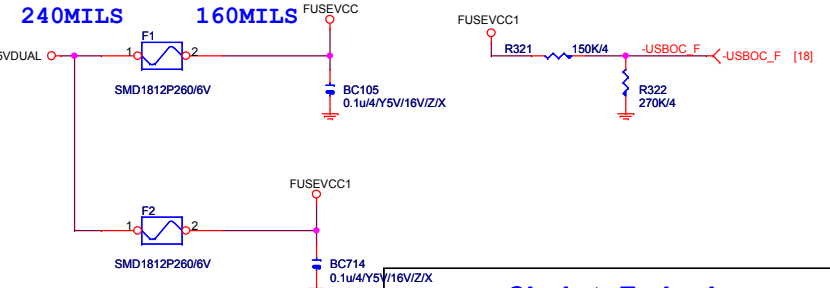 240MILS
160MILS
FUSEVCC
FUSEVCC1
5VDUAL
F1
1
2
SMD1812P260/6V
BC105
0.1u/4/Y5V/16V/Z/X
R321
150K/4
-USBOC_F
-USBOC_F [18]
R322
270K/4
FUSEVCC1
F2
1
2
SMD1812P260/6V
BC714
0.1u/4/Y5V/16V/Z/X